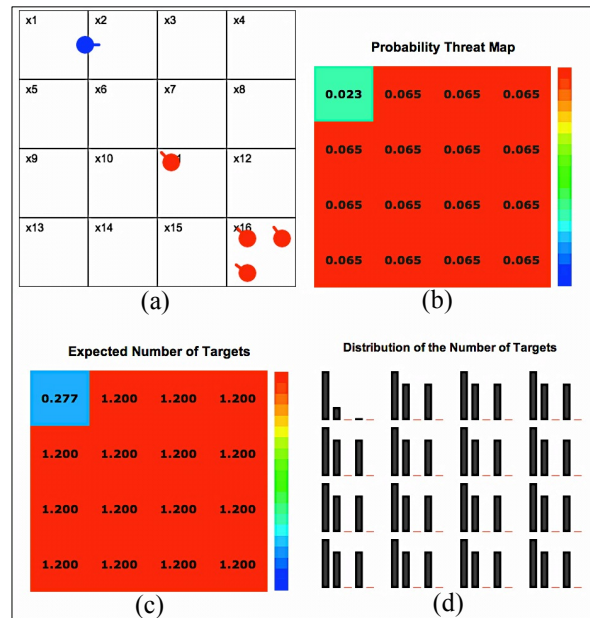 x1 x2 x3 x4
x5 x6 x7 x8
x9 x10 1 x12
x13 x14 x15 x16
(a)
Probability Threat Map
0.023 0.065 0.065 0.065
0.065 0.065 0.065 0.065
0.065 0.065 0.065 0.065
0.065 0.065 0.065 0.065
(b)
Expected Number of Targets
0.277 1.200 1.200 1.200
1.200 1.200 1.200 1.200
1.200 1.200 1.200 1.200
1.200 1.200 1.200 1.200
(c)
Distribution of the Number of Targets
(d)